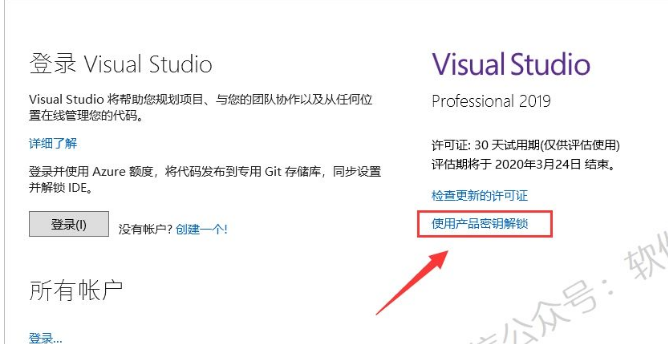 登录 Visual Studio
Visual Studio 将帮助您规划项目、与您的团队协作以及从任何位
置在线管理您的代码。
详细了解
登录并使用 Azure 额度，将代码发布到专用 Git 存储库，同步设置
并解锁 IDE。
登录(I)
没有帐户? 创建一个!
所有帐户
登录...
Visual Studio
Professional 2019
许可证: 30 天试用期(仅供评估使用)
评估期将于 2020年3月24日 结束。
检查更新的许可证
使用产品密钥解锁
公众号：软